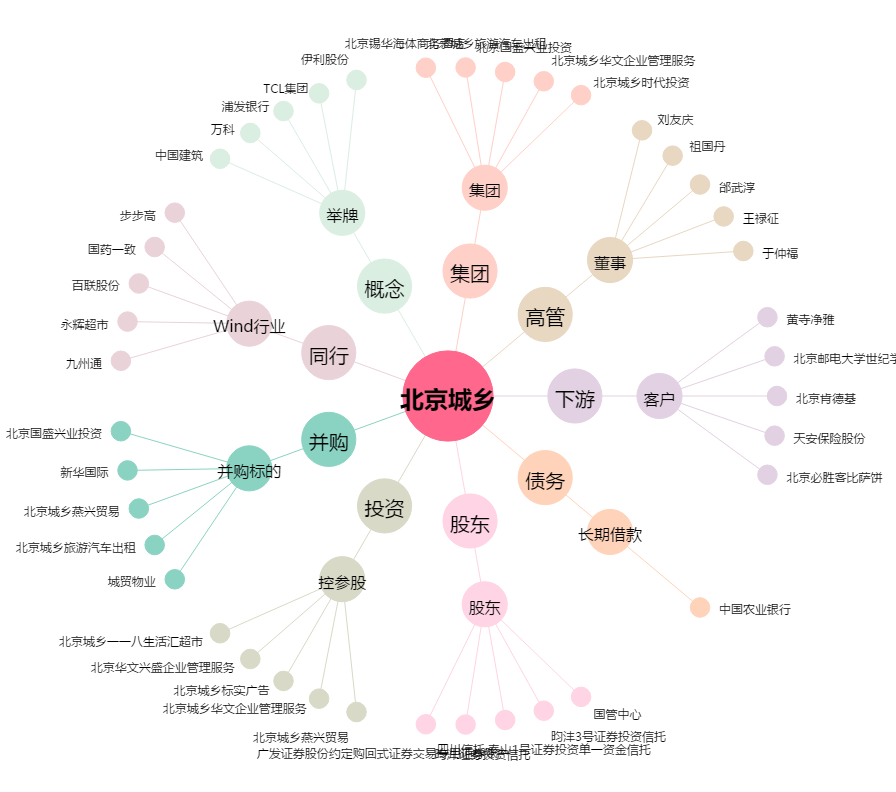 北京城乡
集团
集团
北京国盛兴业投资
北京城乡华文企业管理服务
北京城乡时代投资
高管
董事
刘友庆
祖国丹
邰武淳
王禄征
于仲福
下游
客户
黄寺净雅
北京邮电大学世纪学
北京肯德基
天安保险股份
北京必胜客比萨饼
债务
长期借款
中国农业银行
股东
股东
国管中心
昀沣3号证券投资信托
投资
控参股
北京城乡一一八生活汇超市
北京华文兴盛企业管理服务
北京城乡标实广告
北京城乡华文企业管理服务
北京城乡蒸兴贸易
并购
并购标的
北京国盛兴业投资
新华国际
北京城乡蒸兴贸易
北京城乡旅游汽车出租
城贸物业
同行
Wind行业
步步高
国药一致
百联股份
永辉超市
九州通
概念
举牌
伊利股份
TCL集团
浦发银行
万科
中国建筑